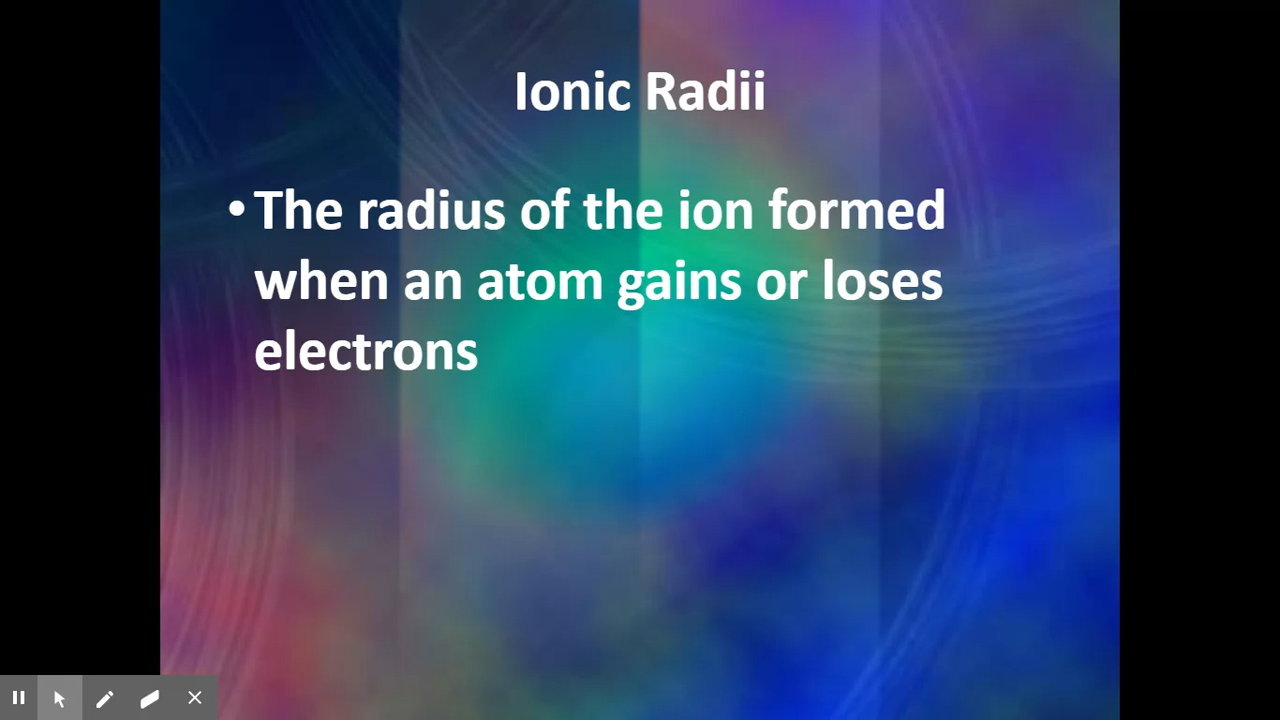 Ionic Radii
• The radius of the ion formed
when an atom gains or loses
electrons